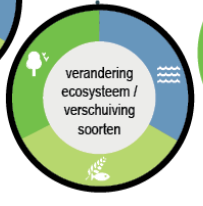 verandering
ecosysteem /
verschuiving
soorten